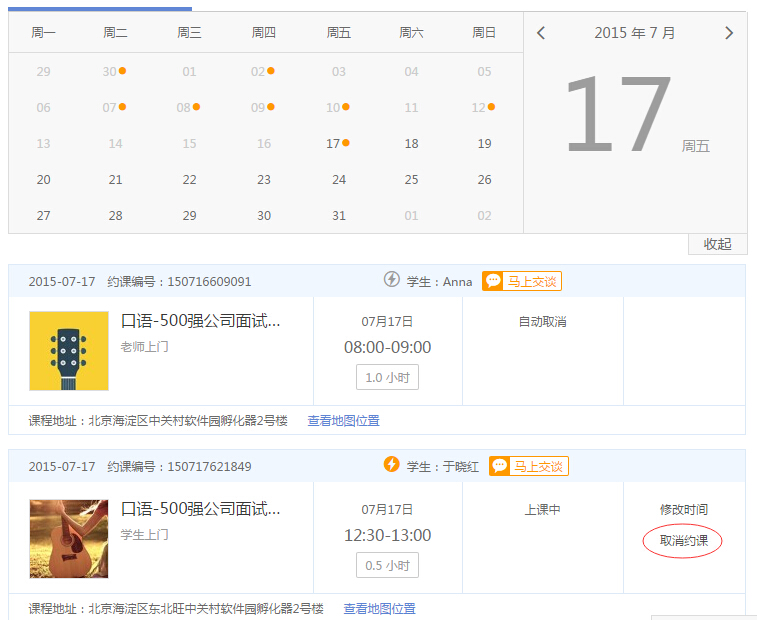 周一 周二 周三 周四 周五 周六 周日
2015 年 7 月
29 30 01 02 03 04 05
06 07 08 09 10 11 12
13 14 15 16 17 18 19
20 21 22 23 24 25 26
27 28 29 30 31 01 02
17 周五
收起
2015-07-17 约课编号：150716609091 学生：Anna 马上交谈
口语-500强公司面试...
老师上门
07月17日
08:00-09:00
1.0 小时
自动取消
课程地址：北京海淀区中关村软件园孵化器2号楼 查看地图位置
2015-07-17 约课编号：150717621849 学生：于晓红 马上交谈
口语-500强公司面试...
学生上门
07月17日
12:30-13:00
0.5 小时
上课中
修改时间
取消约课
课程地址：北京海淀区东北旺中关村软件园孵化器2号楼 查看地图位置